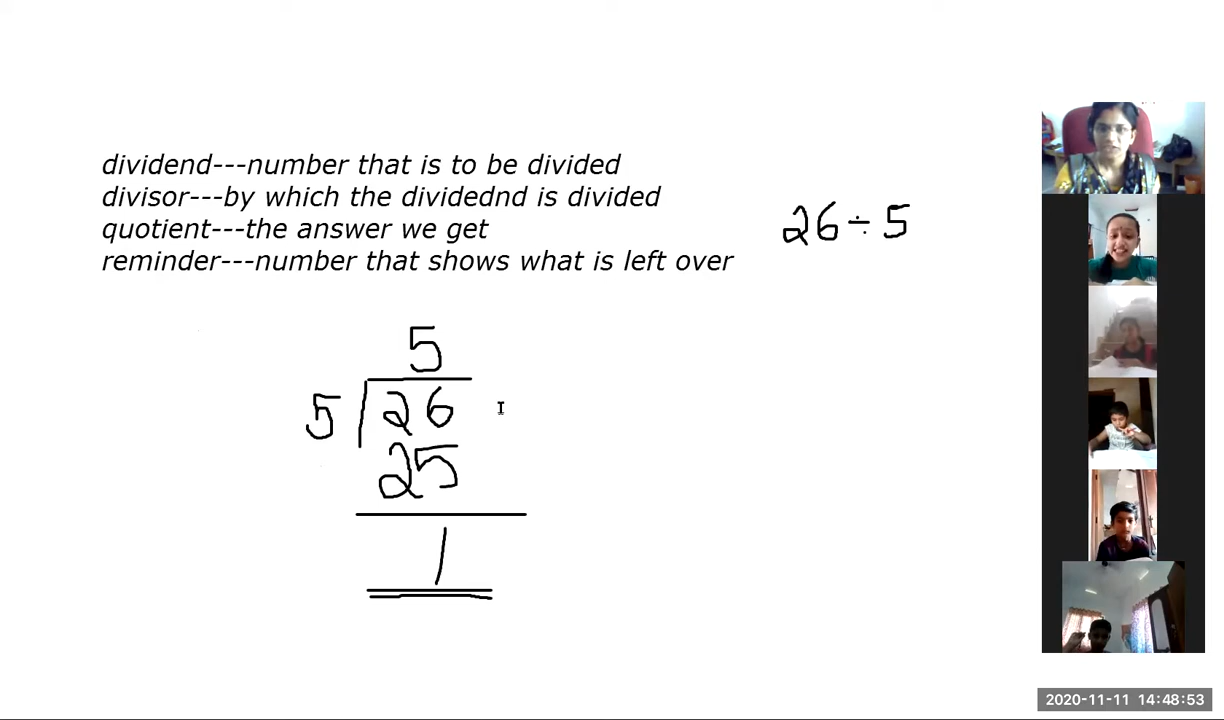 dividend---number that is to be divided
divisor---by which the dividednd is divided
quotient---the answer we get
reminder---number that shows what is left over
26÷5
5
5 26
25
1
2020-11-11 14:48:53